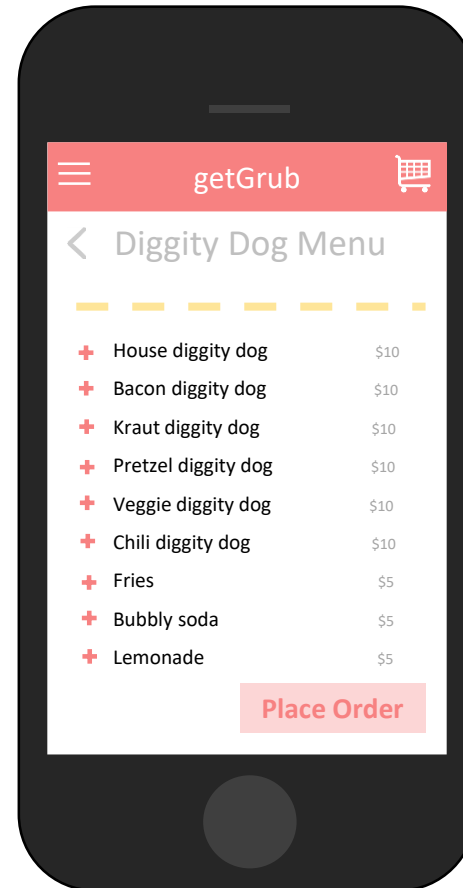 getGrub
Diggity Dog Menu
House diggity dog $10
Bacon diggity dog $10
Kraut diggity dog $10
Pretzel diggity dog $10
Veggie diggity dog $10
Chili diggity dog $10
Fries $5
Bubbly soda $5
Lemonade $5
Place Order